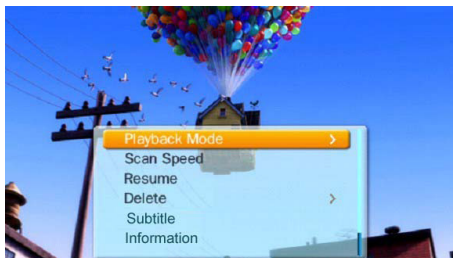 Playback Mode >
Scan Speed
Resume
Delete >
Subtitle
Information